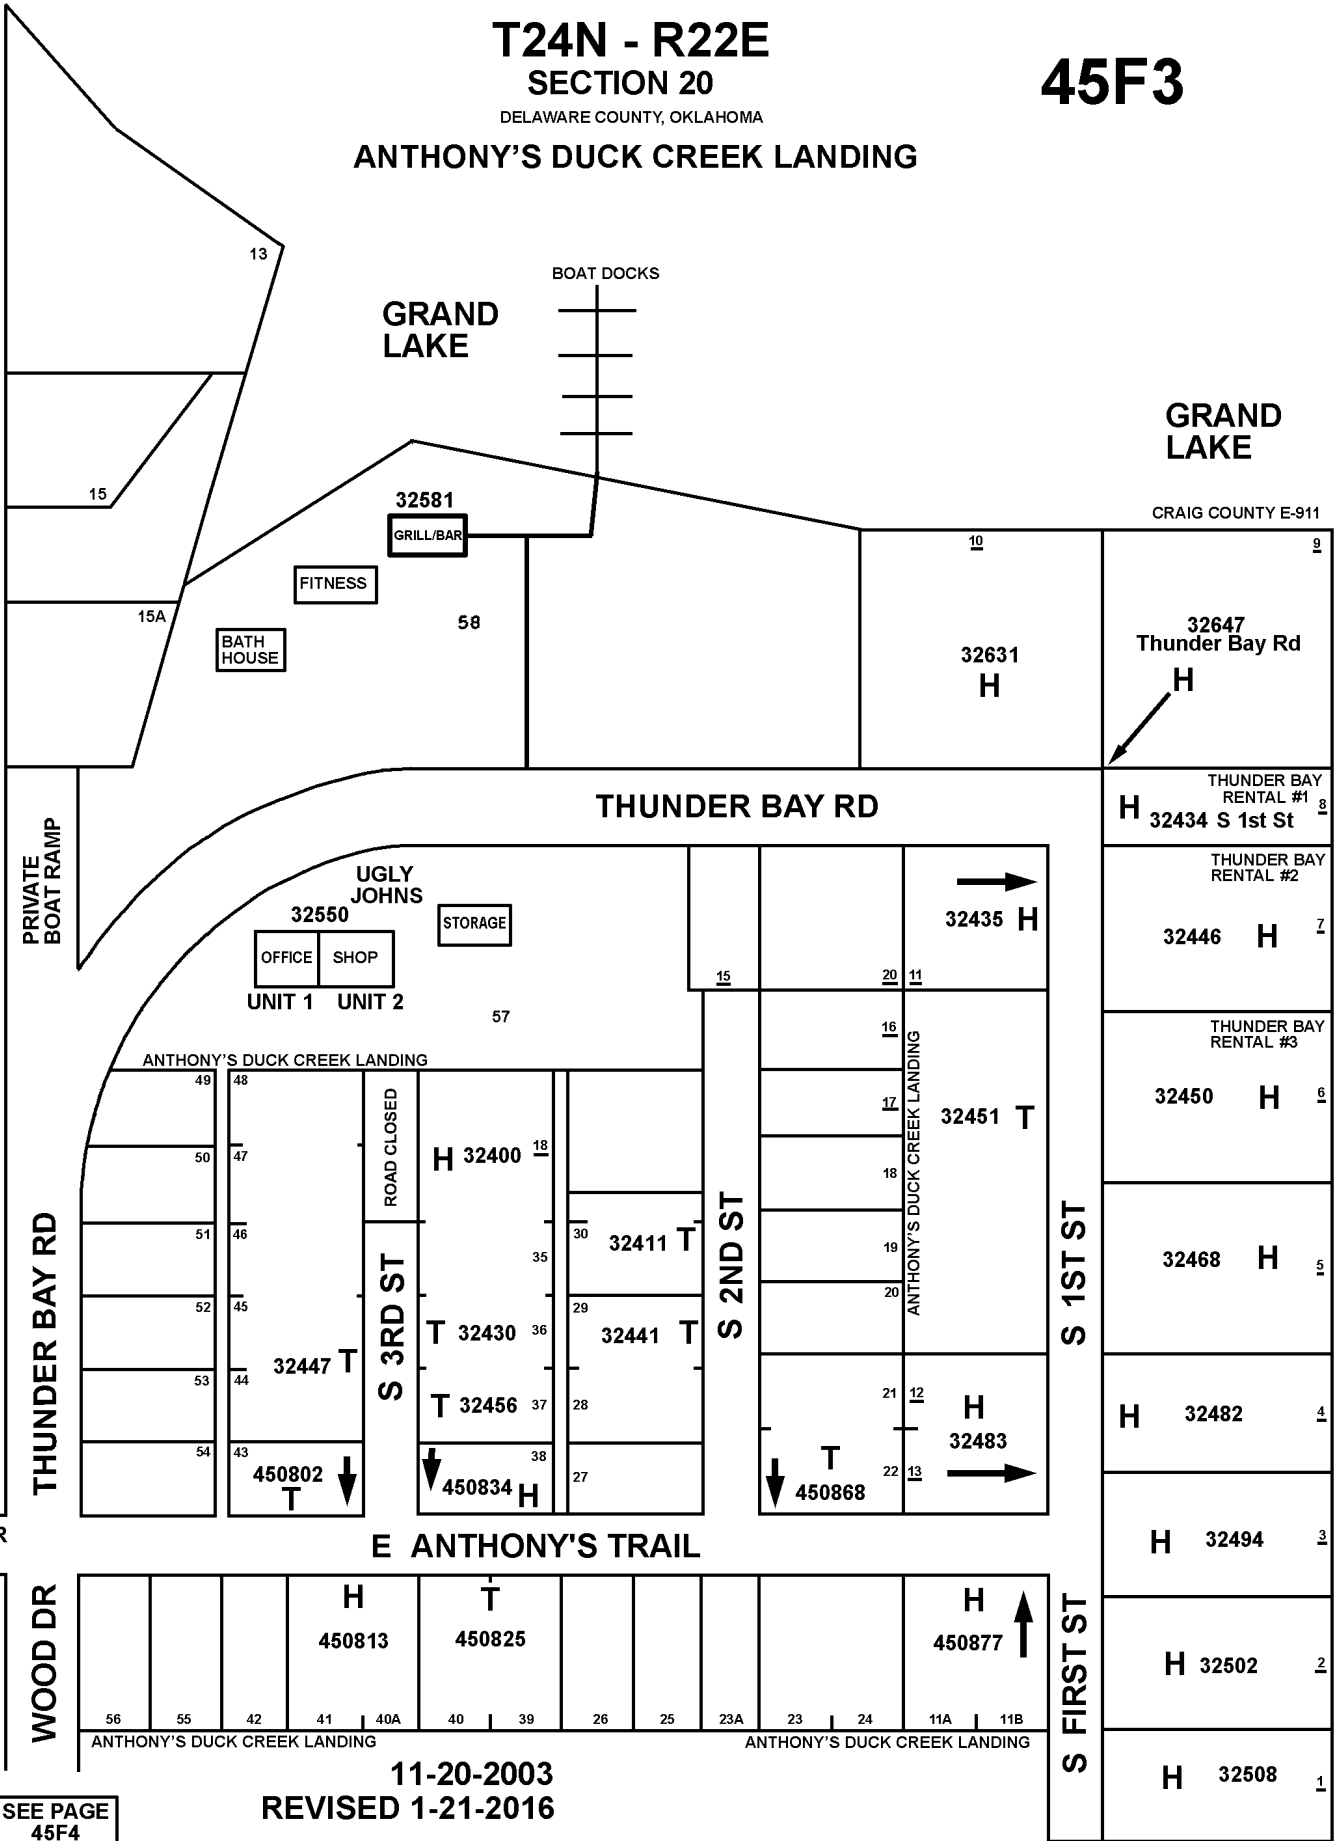 T24N - R22E
SECTION 20
DELAWARE COUNTY, OKLAHOMA
ANTHONY'S DUCK CREEK LANDING
45F3
13
BOAT DOCKS
GRAND
LAKE
GRAND
LAKE
15
32581
GRILL/BAR
CRAIG COUNTY E-911
10
9
FITNESS
15A
58
BATH
HOUSE
32631
H
32647
Thunder Bay Rd
H
THUNDER BAY RD
THUNDER BAY
RENTAL #1
H 32434 S 1st St 8
PRIVATE
BOAT RAMP
UGLY
JOHNS
32550
STORAGE
OFFICE
SHOP
UNIT 1
UNIT 2
57
15
20
11
32435 H
THUNDER BAY
RENTAL #2
32446 H 7
ANTHONY'S DUCK CREEK LANDING
16
17
18
19
20
ANTHONY'S DUCK CREEK LANDING
32451 T
THUNDER BAY
RENTAL #3
32450 H 6
49
48
50
47
51
46
52
45
53
44
54
43
THUNDER BAY RD
32447 T
450802
T
ROAD CLOSED
S 3RD ST
H 32400 18
35
T 32430 36
T 32456 37
38
450834 H
30
32411 T
29
32441 T
28
27
S 2ND ST
21
12
H
32483
22
13
T
450868
S 1ST ST
32468 H 5
H 32482 4
H 32494 3
R
E ANTHONY'S TRAIL
WOOD DR
H
450813
T
450825
H
450877
56
55
42
41
40A
40
39
26
25
23A
23
24
11A
11B
ANTHONY'S DUCK CREEK LANDING
ANTHONY'S DUCK CREEK LANDING
S FIRST ST
H 32502 2
H 32508 1
11-20-2003
REVISED 1-21-2016
SEE PAGE
45F4